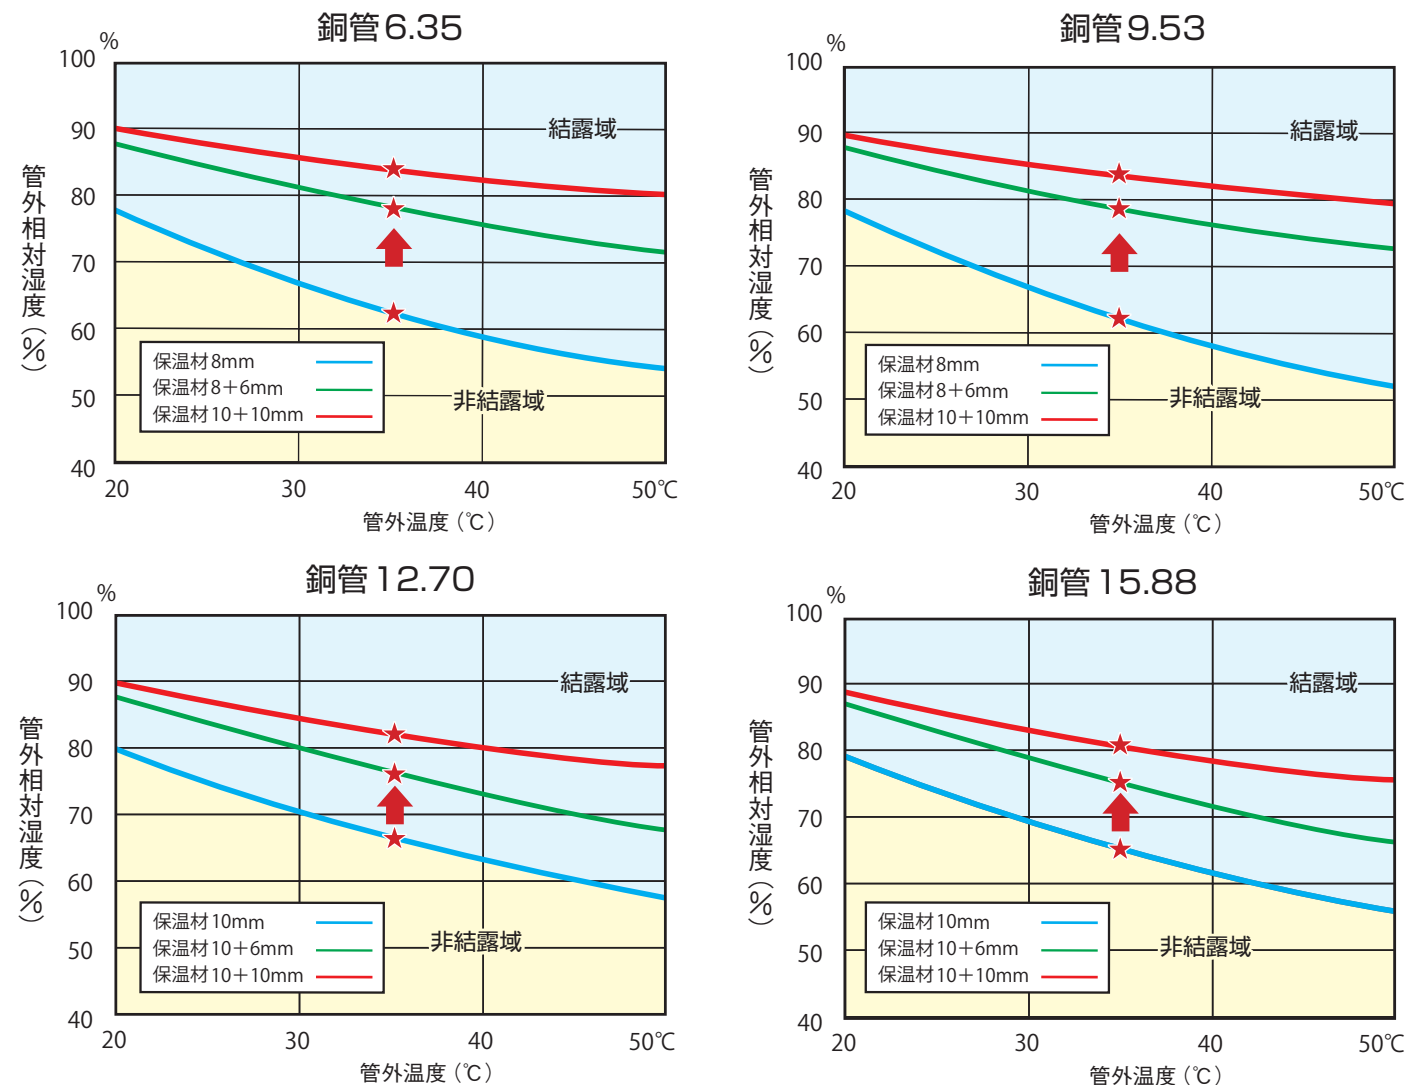 銅管6.35
%
100
90
80
70
60
50
40
管外相対湿度（%）
結露域
非結露域
保温材8mm
保温材8+6mm
保温材10+10mm
20 30 40 50℃
管外温度（℃）
銅管9.53
%
100
90
80
70
60
50
40
管外相対湿度（%）
結露域
非結露域
保温材8mm
保温材8+6mm
保温材10+10mm
20 30 40 50℃
管外温度（℃）
銅管12.70
%
100
90
80
70
60
50
40
管外相対湿度（%）
結露域
非結露域
保温材10mm
保温材10+6mm
保温材10+10mm
20 30 40 50℃
管外温度（℃）
銅管15.88
%
100
90
80
70
60
50
40
管外相対湿度（%）
結露域
非結露域
保温材10mm
保温材10+6mm
保温材10+10mm
20 30 40 50℃
管外温度（℃）